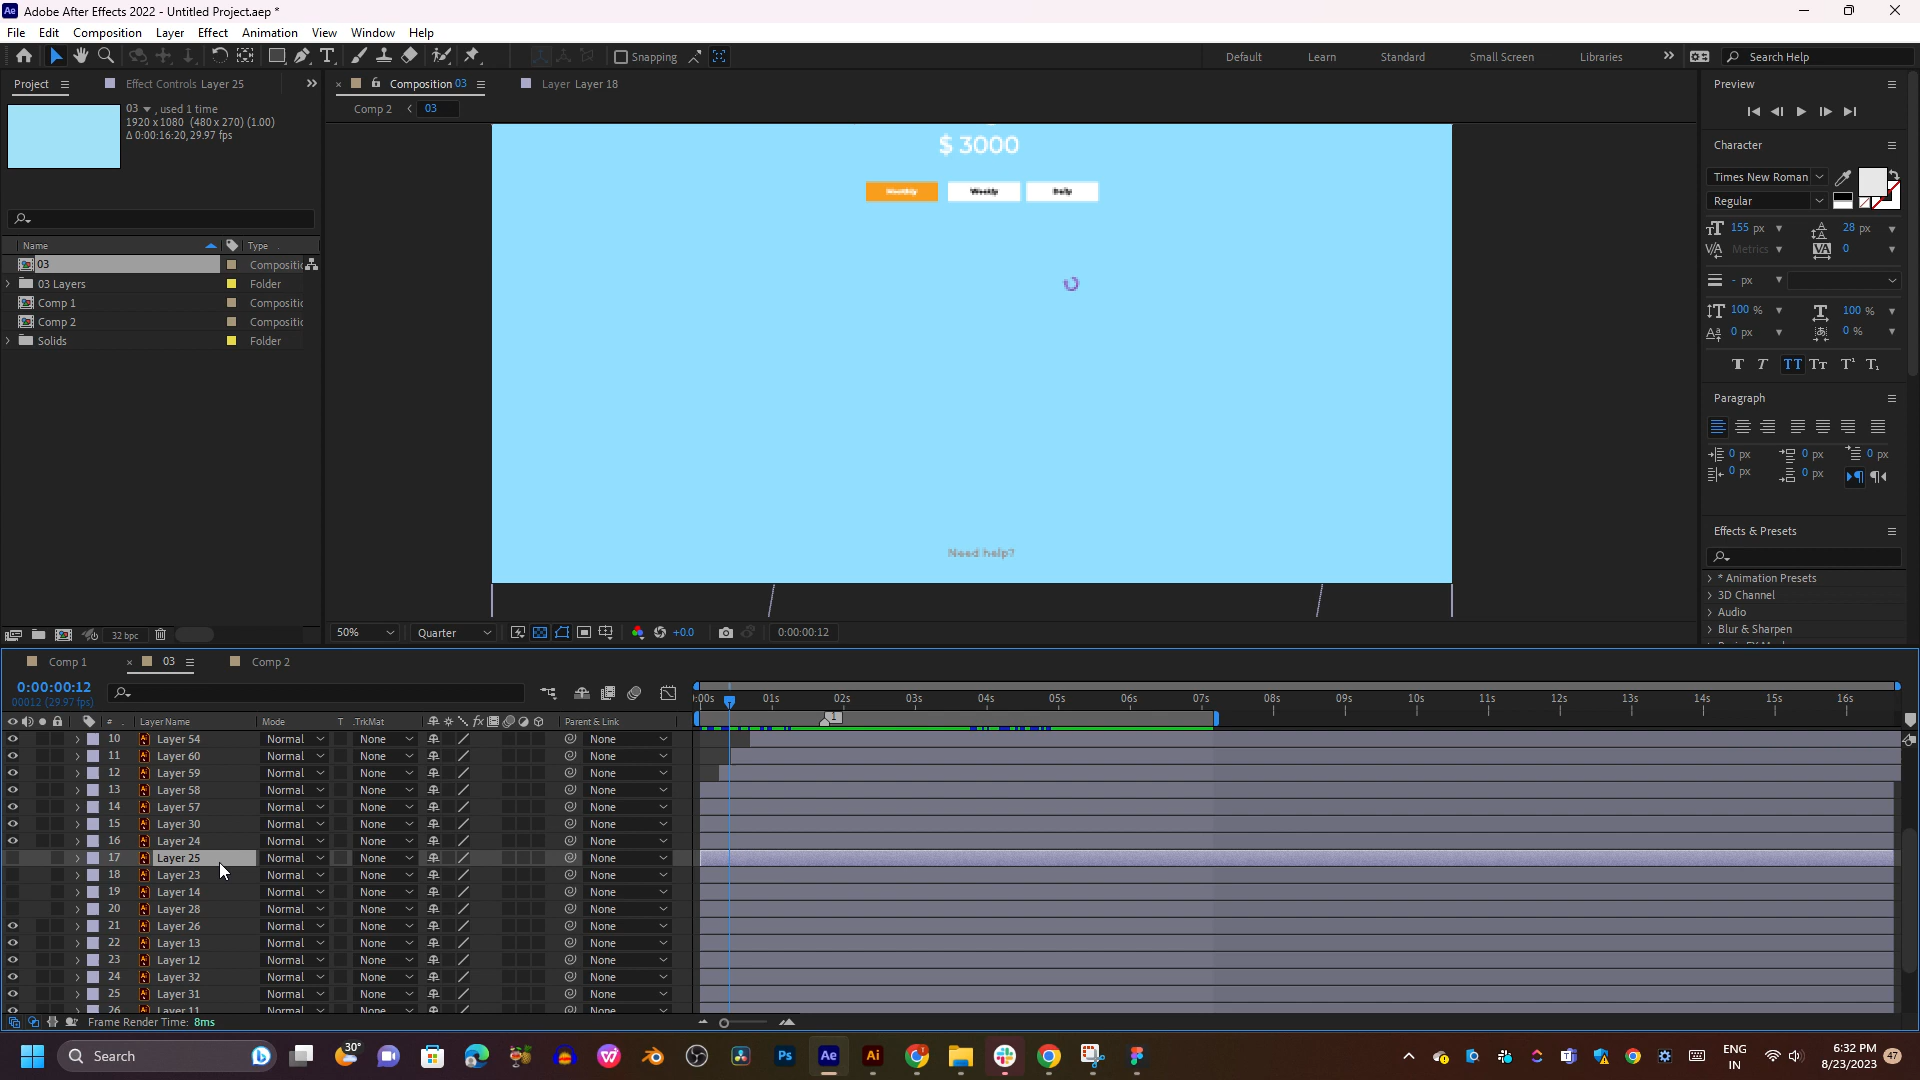 Adobe After Effects 2022 - Untitled Project.aep *
File Edit Composition Layer Effect Animation View Window Help
Snapping Default Learn Standard Small Screen Libraries Search Help
Project Effect Controls Layer 25 Composition 03 Layer Layer 18 Preview
03 , used 1 time
1920 x 1080 (480 x 270) (1.00)
Δ 0:00:16:20, 29.97 fps
Comp 2 03
$ 3000
Monthly Weekly Daily
Need help?
Name Type
03 Compositic
03 Layers Folder
Comp 1 Compositic
Comp 2 Compositic
Solids Folder
32 bpc
50% Quarter +0.0 0:00:00:12
Character
Times New Roman
Regular
155 px 28 px
Metrics 0
- px
100 % 100 %
0 px 0 %
Paragraph
0 px 0 px 0 px
0 px 0 px
Effects & Presets
* Animation Presets
3D Channel
Audio
Blur & Sharpen
Comp 1 03 Comp 2
0:00:00:12
00012 (29.97 fps)
:00s 01s 02s 03s 04s 05s 06s 07s 08s 09s 10s 11s 12s 13s 15s 16s
1
# Layer Name Mode T .TrkMat Parent & Link
10 Layer 54 Normal None None
11 Layer 60 Normal None None
12 Layer 59 Normal None None
13 Layer 58 Normal None None
14 Layer 57 Normal None None
15 Layer 30 Normal None None
16 Layer 24 Normal None None
17 Layer 25 Normal None None
18 Layer 23 Normal None None
19 Layer 14 Normal None None
20 Layer 28 Normal None None
21 Layer 26 Normal None None
22 Layer 13 Normal None None
23 Layer 12 Normal None None
24 Layer 32 Normal None None
25 Layer 31 Normal None None
26 Layer 11 Normal None None
Frame Render Time: 8ms
Search 30° ENG IN 6:32 PM 8/23/2023 47